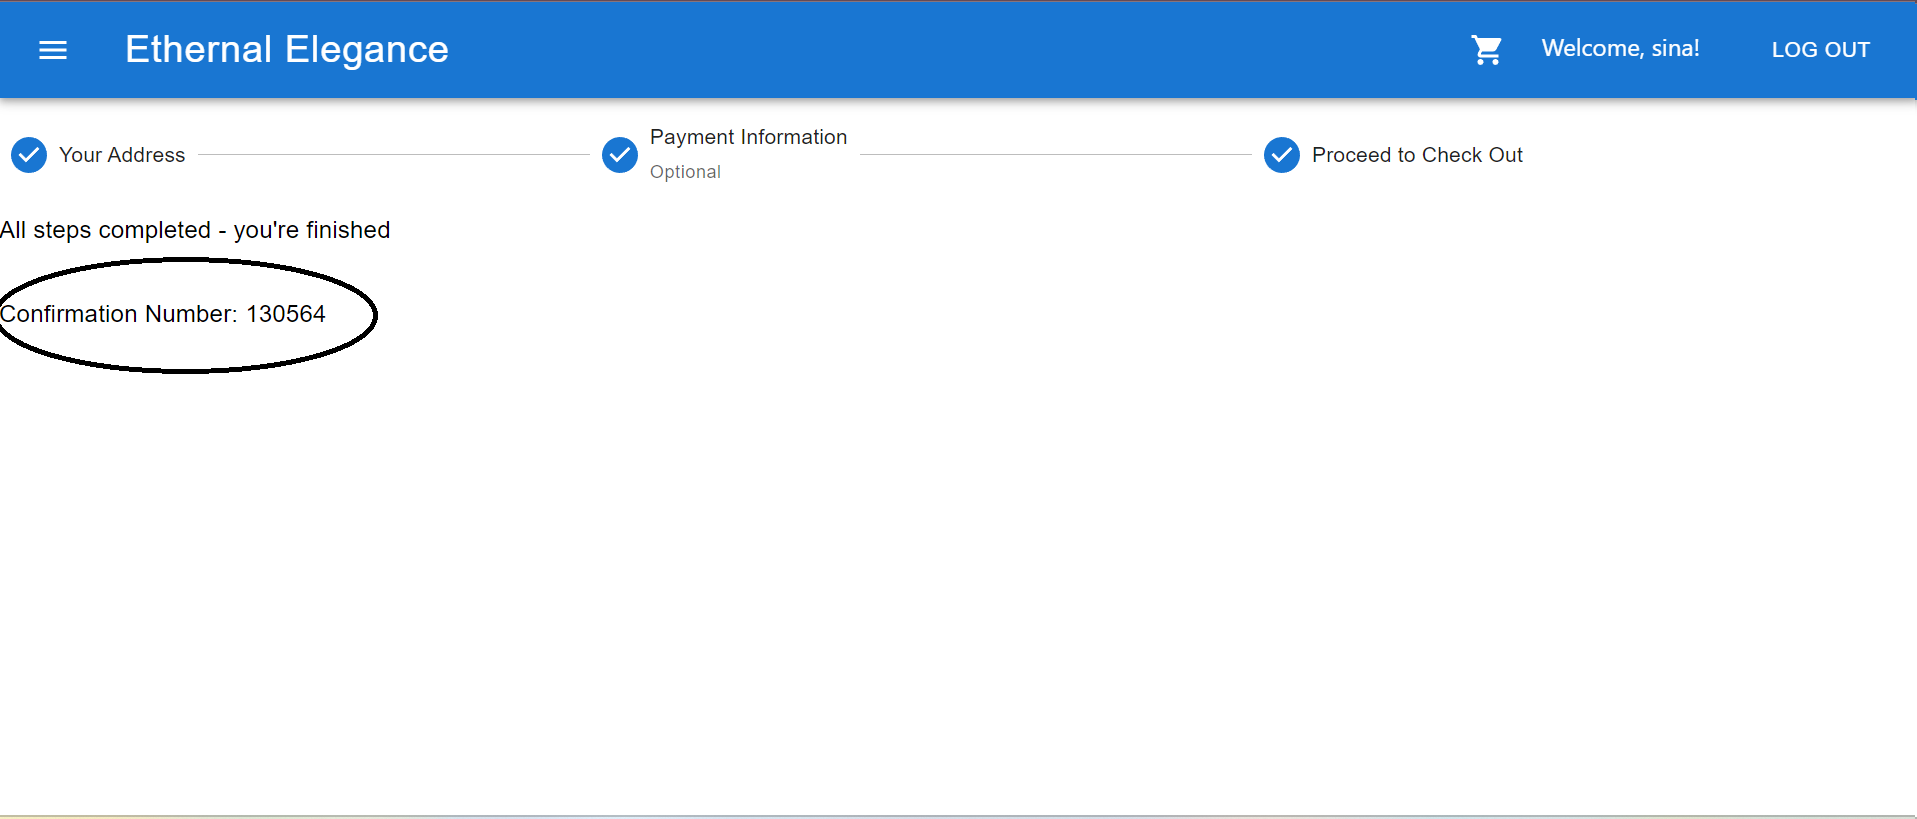 Ethernal Elegance
Welcome, sina!
LOG OUT
Your Address
Payment Information
Optional
Proceed to Check Out
All steps completed - you're finished
Confirmation Number: 130564